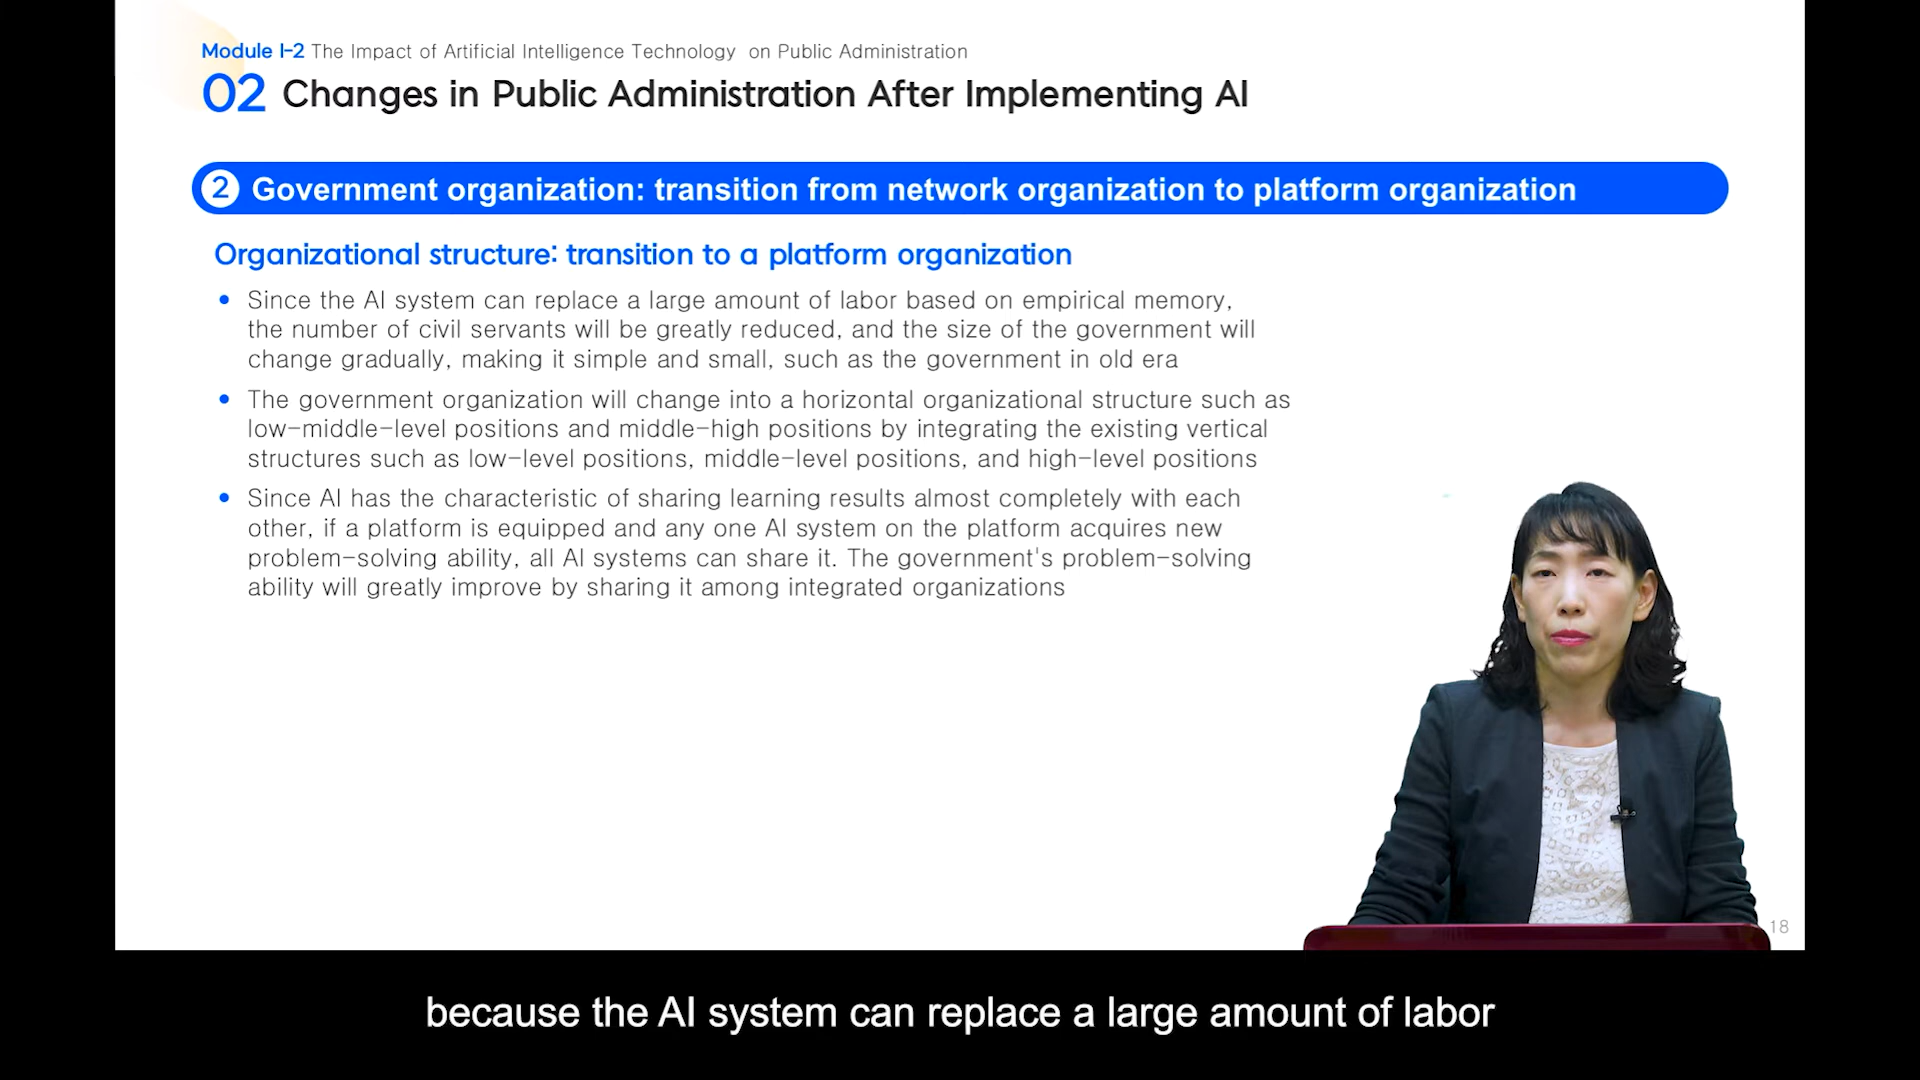 Module I-2 The Impact of Artificial Intelligence Technology on Public Administration
02 Changes in Public Administration After Implementing AI
2 Government organization: transition from network organization to platform organization
Organizational structure: transition to a platform organization
• Since the AI system can replace a large amount of labor based on empirical memory,
the number of civil servants will be greatly reduced, and the size of the government will
change gradually, making it simple and small, such as the government in old era
• The government organization will change into a horizontal organizational structure such as
low-middle-level positions and middle-high positions by integrating the existing vertical
structures such as low-level positions, middle-level positions, and high-level positions
• Since AI has the characteristic of sharing learning results almost completely with each
other, if a platform is equipped and any one AI system on the platform acquires new
problem-solving ability, all AI systems can share it. The government's problem-solving
ability will greatly improve by sharing it among integrated organizations
18
because the AI system can replace a large amount of labor